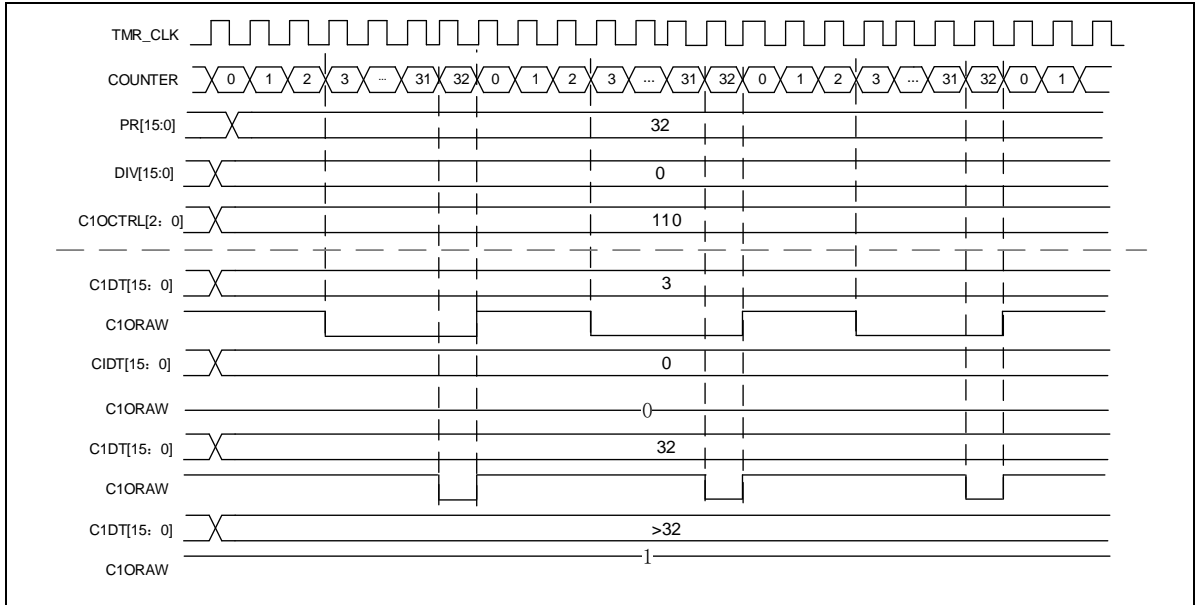 TMR_CLK
COUNTER 0 1 2 3 ... 31 32 0 1 2 3 ... 31 32 0 1 2 3 ... 31 32 0 1
PR[15:0] 32
DIV[15:0] 0
C1OCTRL[2：0] 110
C1DT[15：0] 3
C1ORAW
CIDT[15：0] 0
C1ORAW 0
C1DT[15：0] 32
C1ORAW
C1DT[15：0] >32
C1ORAW 1